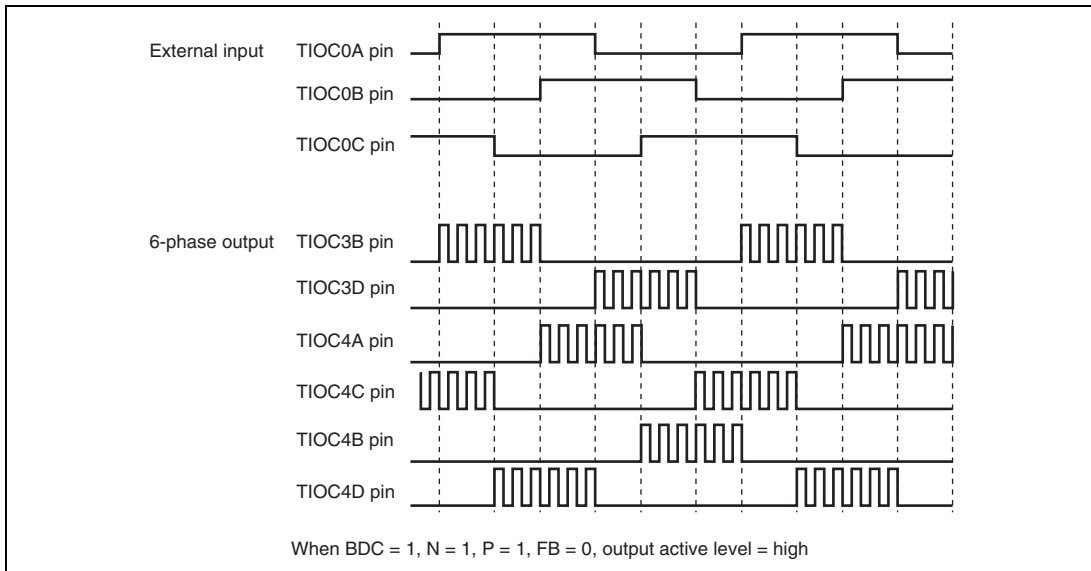 External input TIOC0A pin
TIOC0B pin
TIOC0C pin
6-phase output TIOC3B pin
TIOC3D pin
TIOC4A pin
TIOC4C pin
TIOC4B pin
TIOC4D pin
When BDC = 1, N = 1, P = 1, FB = 0, output active level = high